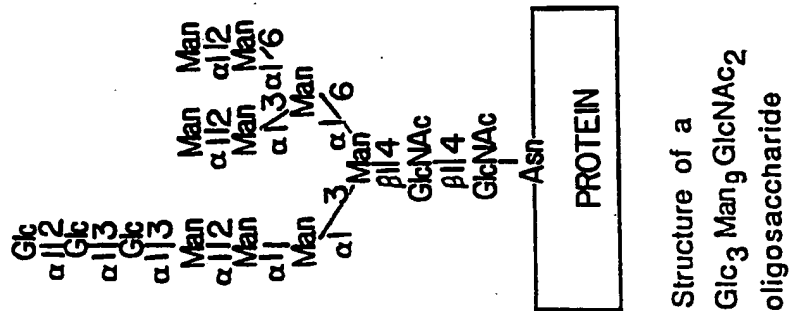 Glc
α1 2
Glc
α1 3
Glc
α1 3
Man
α1 2
Man
α1
Man
α1 3
Man
α1 2
Man
α1 3
Man
α1 2
Man
α1 6
Man
α1 6
Man
β1 4
GlcNAc
β1 4
GlcNAc
Asn
PROTEIN
Structure of a
Glc3 Man9 GlcNAc2
oligosaccharide